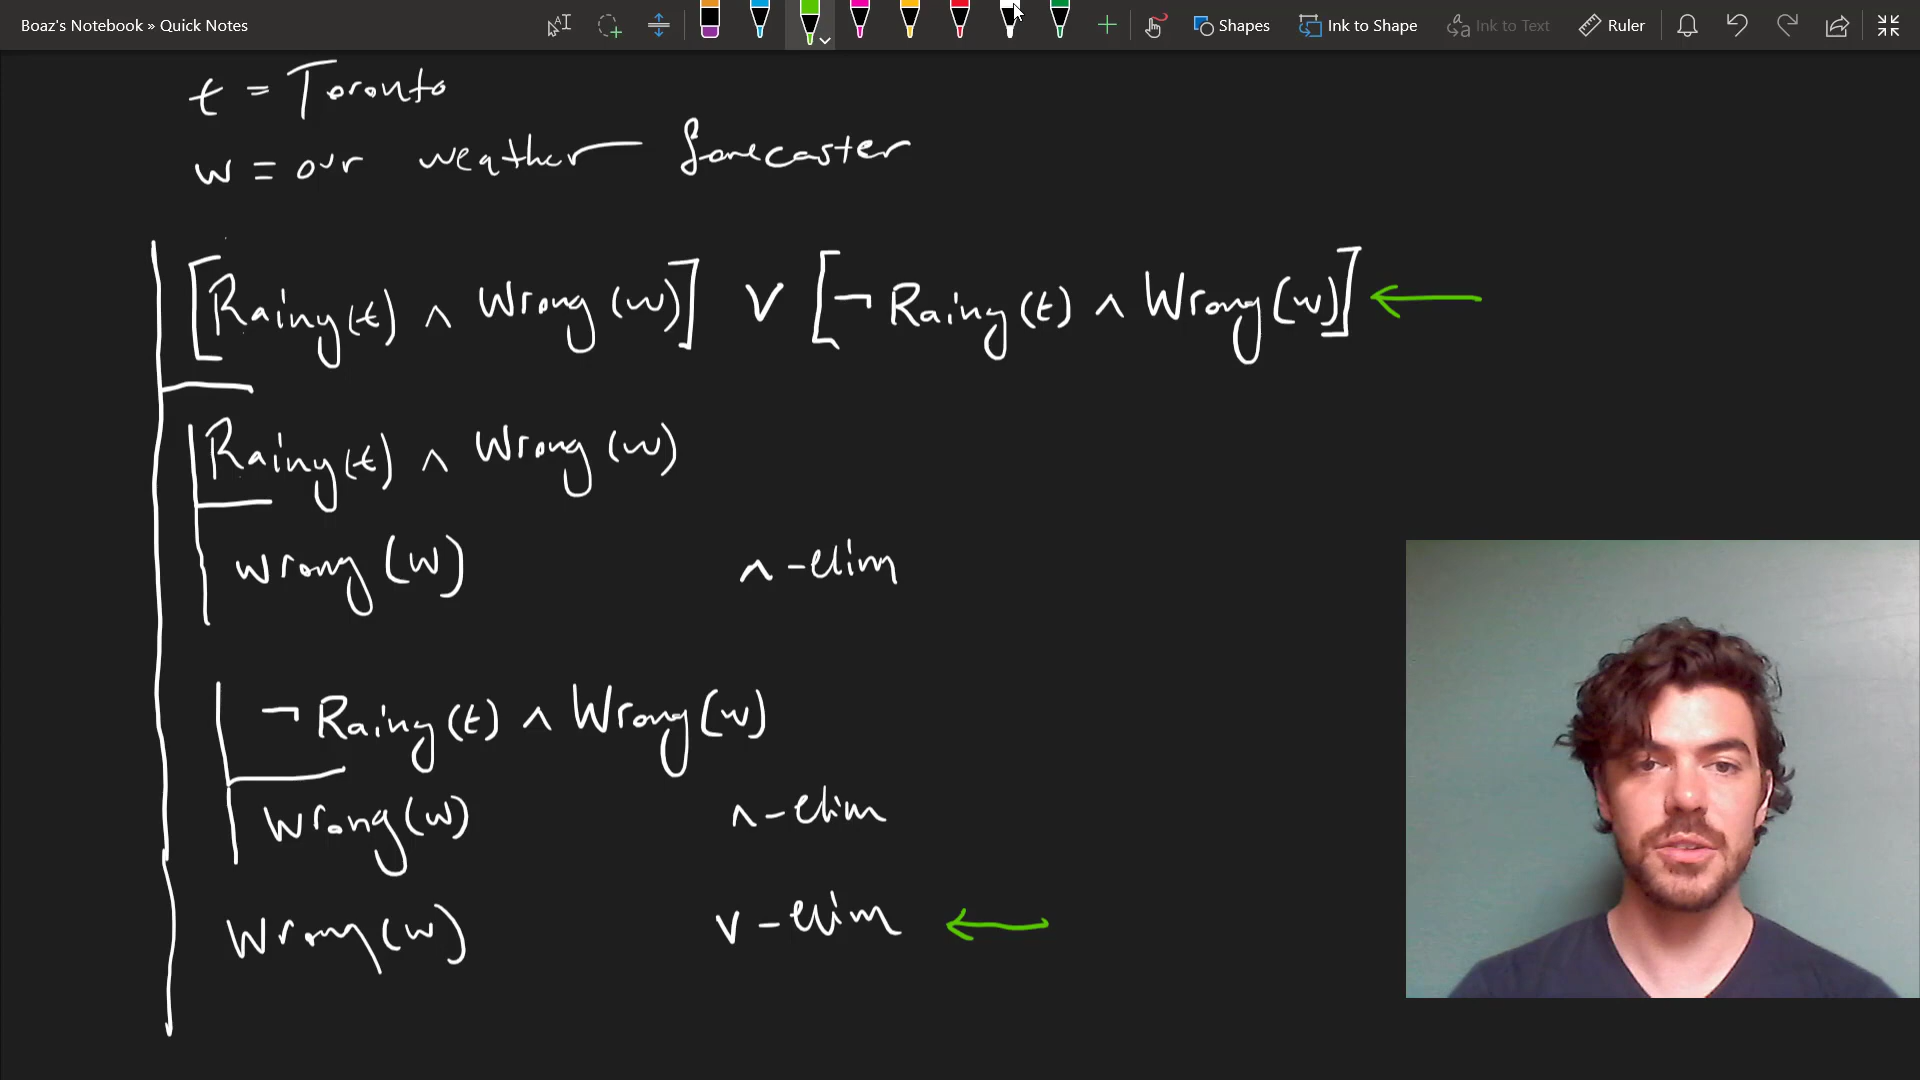 Boaz's Notebook » Quick Notes
Shapes Ink to Shape Ink to Text Ruler
t = Toronto
w = our weather forecaster
[Rainy(t) ∧ Wrong(w)] ∨ [¬ Rainy(t) ∧ Wrong(w)]
Rainy(t) ∧ Wrong(w)
Wrong(w) ∧-elim
¬ Rainy(t) ∧ Wrong(w)
Wrong(w) ∧-elim
Wrong(w) ∨-elim